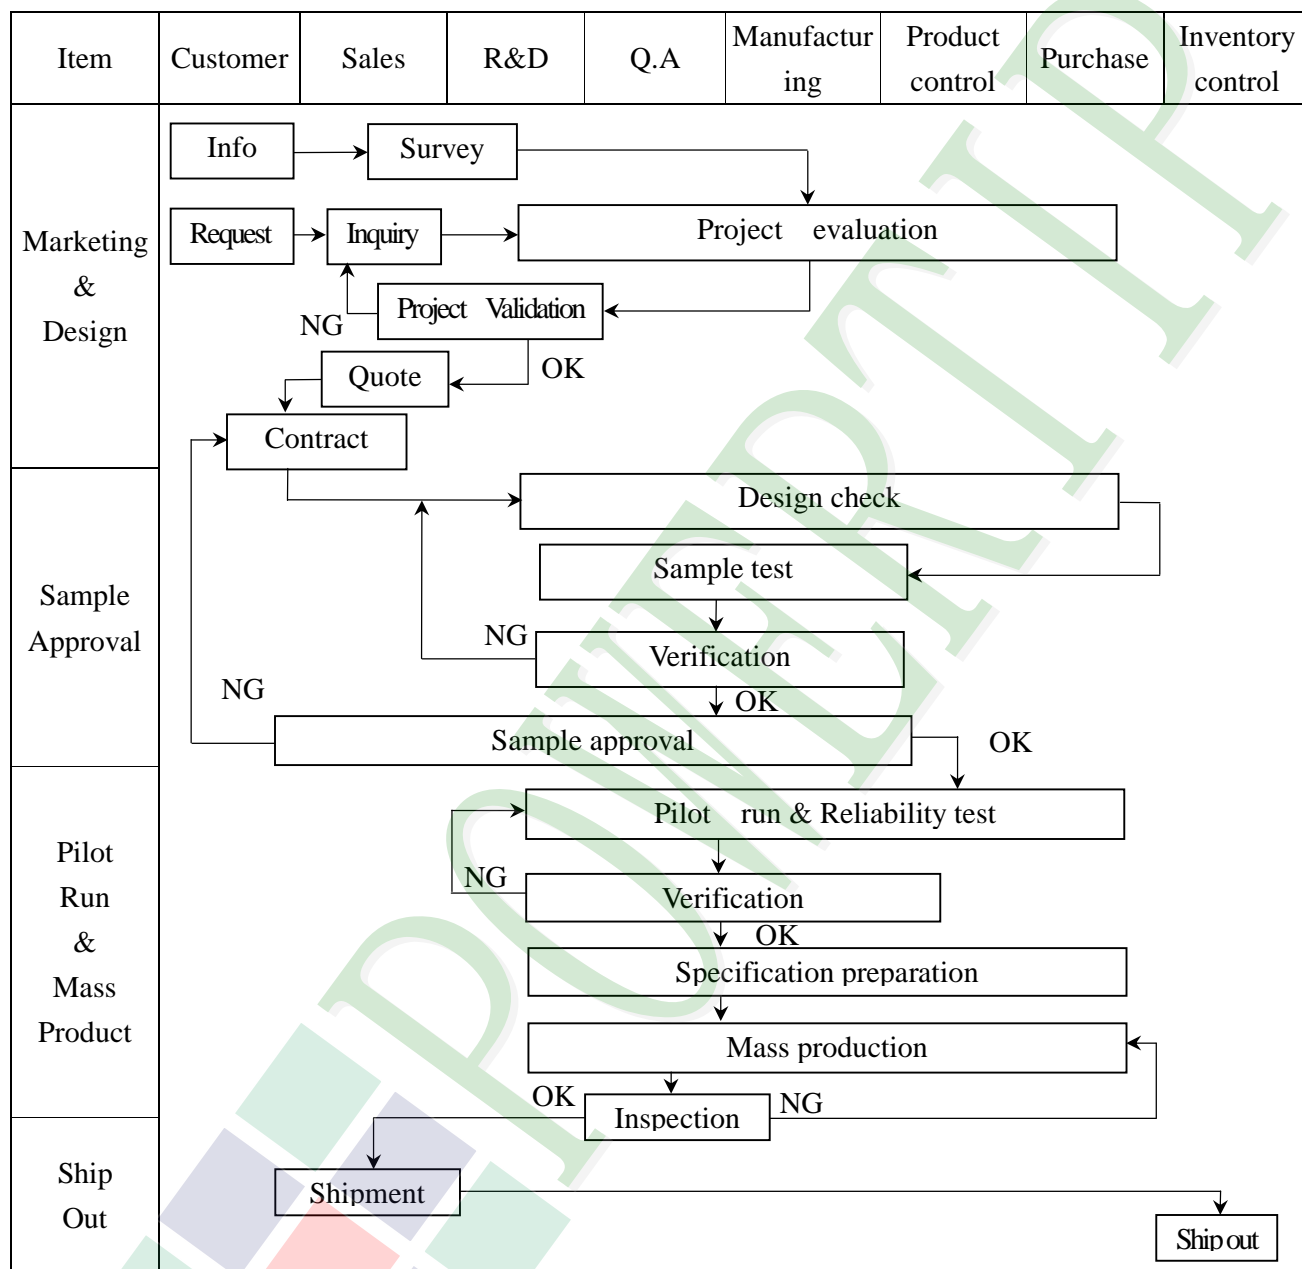 Item
Customer
Sales
R&D
Q.A
Manufactur
ing
Product
control
Purchase
Inventory
control
Marketing
&
Design
Info
Survey
Request
Inquiry
Project evaluation
Project Validation
NG
OK
Quote
Contract
Sample
Approval
Design check
Sample test
NG
Verification
NG
OK
Sample approval
OK
Pilot
Run
&
Mass
Product
Pilot run & Reliability test
NG
Verification
OK
Specification preparation
Mass production
OK
Inspection
NG
Ship
Out
Shipment
Ship out
POWERTIP